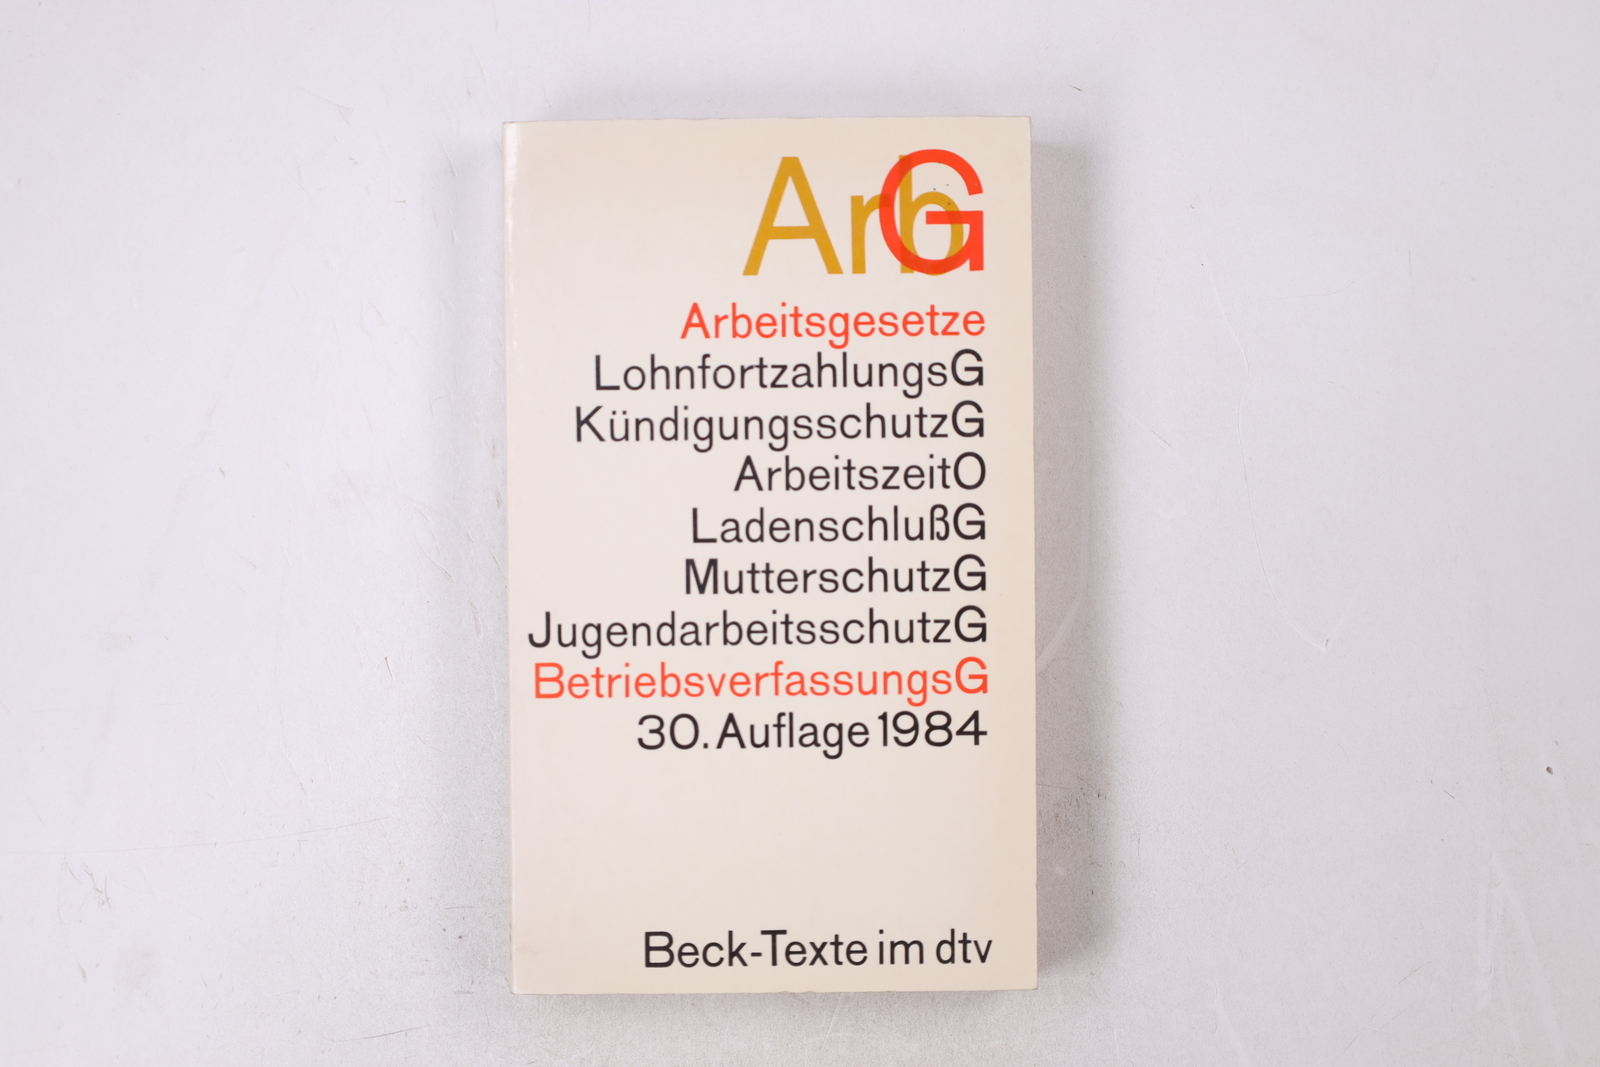 ArbG
Arbeitsgesetze
LohnfortzahlungsG
KündigungsschutzG
ArbeitszeitO
LadenschlußG
MutterschutzG
JugendarbeitsschutzG
BetriebsverfassungsG
30. Auflage 1984
Beck-Texte im dtv